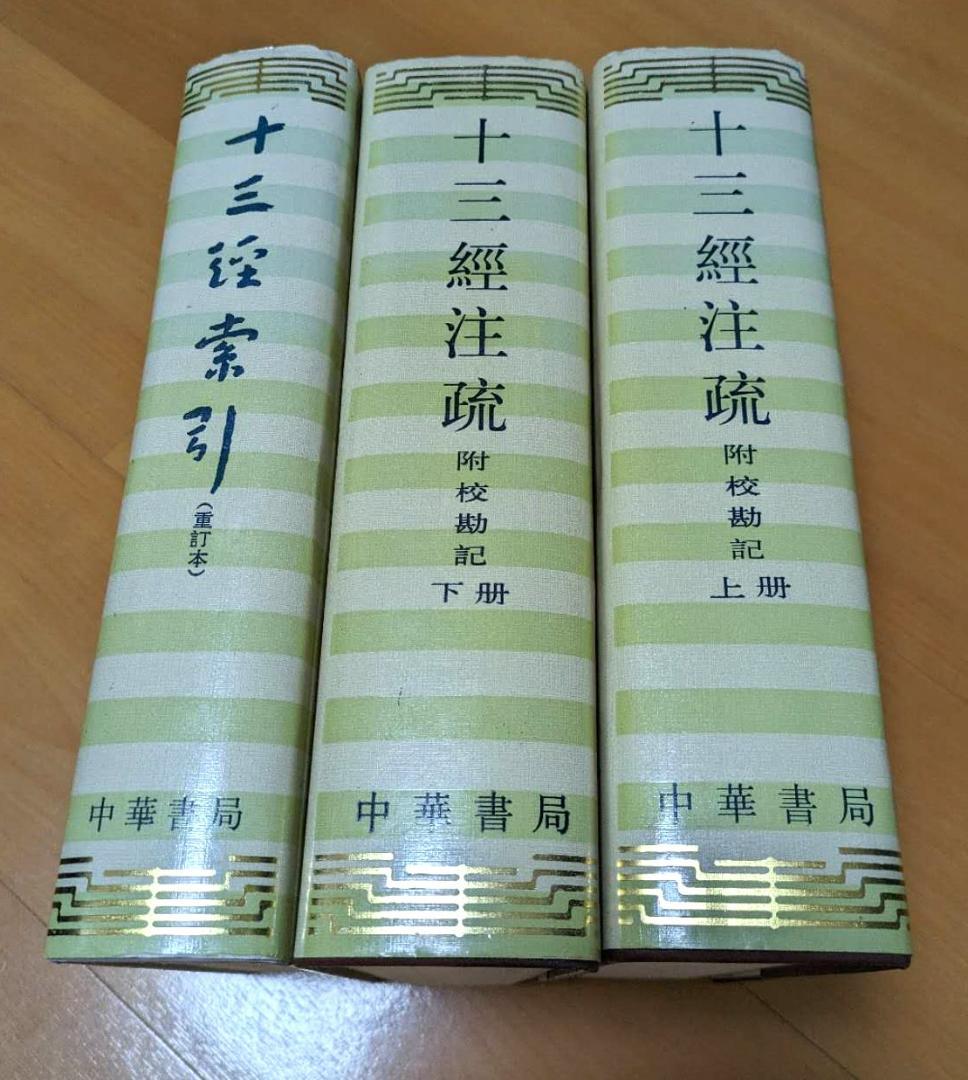 十三經索引
（重訂本）
中華書局
十三經注疏
附校勘記
下册
中華書局
十三經注疏
附校勘記
上册
中華書局